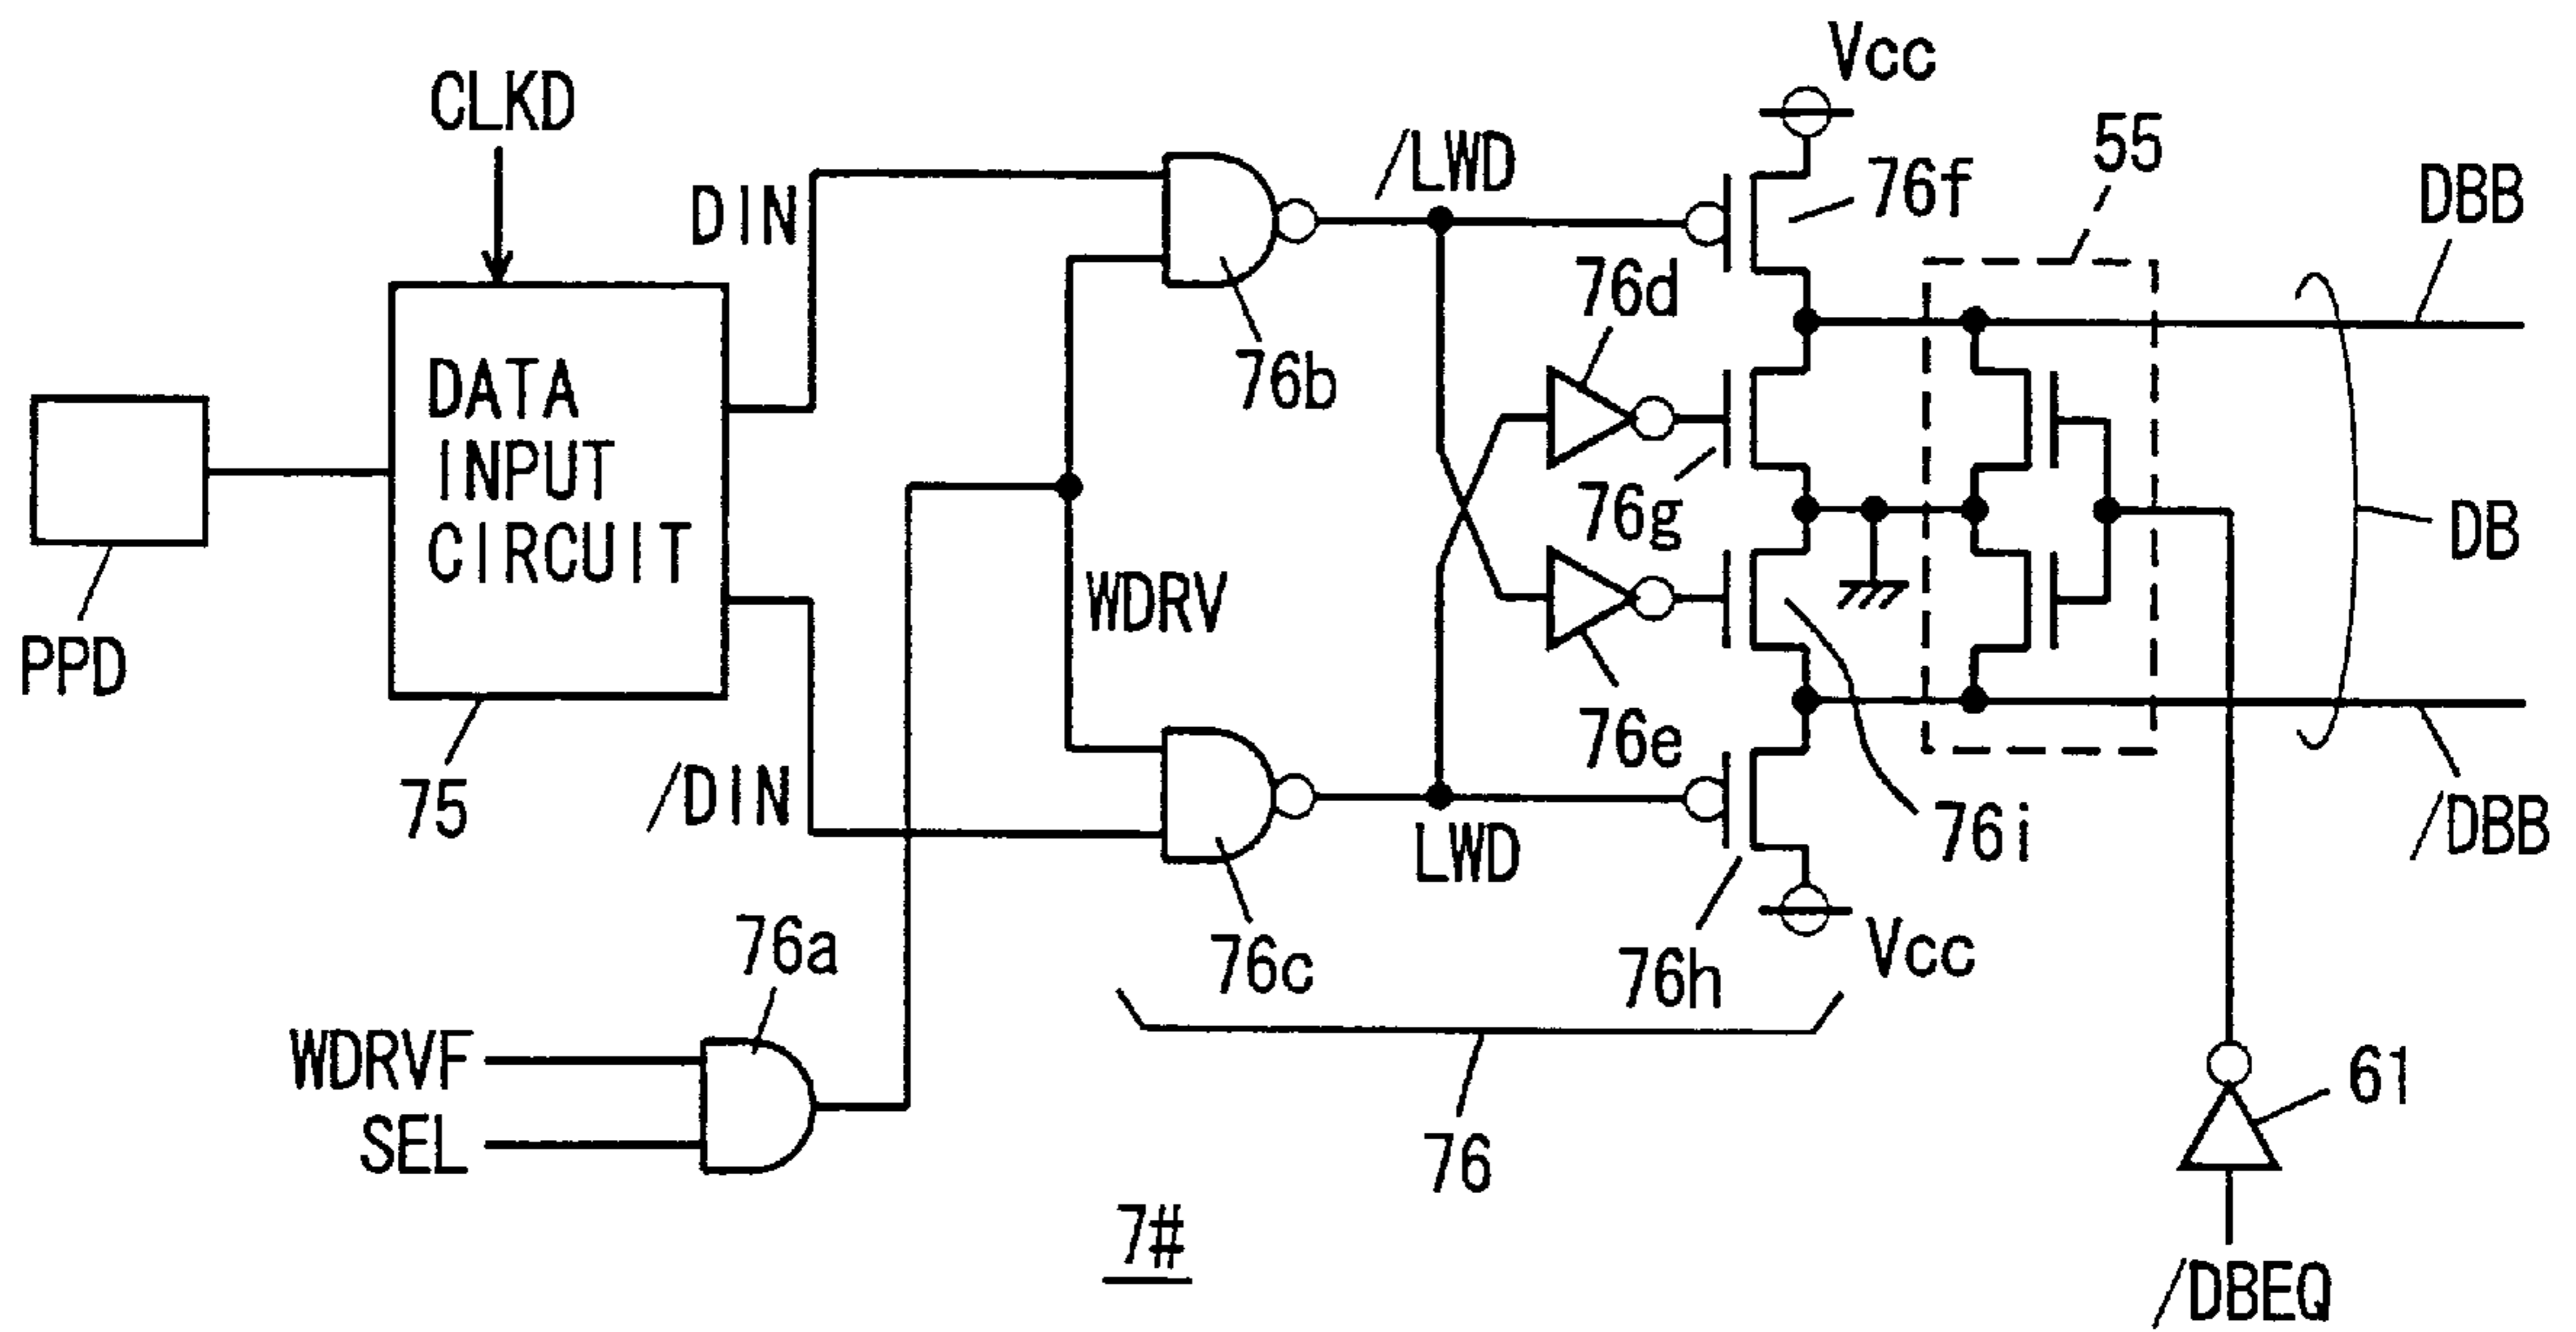 Vcc
CLKD
55
/LWD
76f
DBB
DIN
76d
76b
DATA
INPUT
CIRCUIT
76g
DB
WDRV
PPD
76e
75
/DIN
LWD
76i
/DBB
76a
76c
76h
Vcc
WDRVF
61
SEL
76
7#
/DBEQ